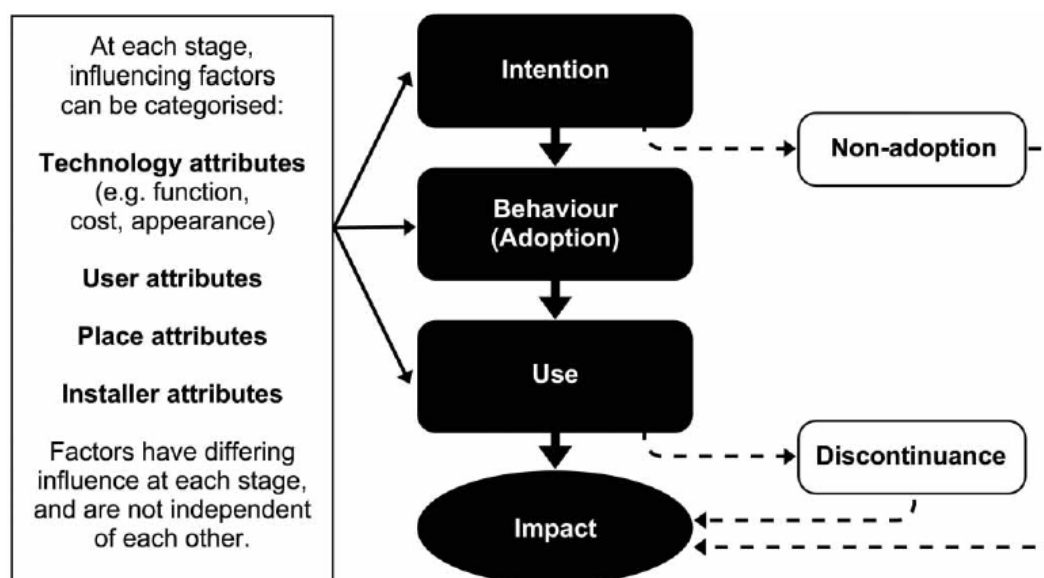 At each stage,
influencing factors
can be categorised:
Technology attributes
(e.g. function,
cost, appearance)
User attributes
Place attributes
Installer attributes
Factors have differing
influence at each stage,
and are not independent
of each other.
Intention
Non-adoption
Behaviour
(Adoption)
Use
Discontinuance
Impact